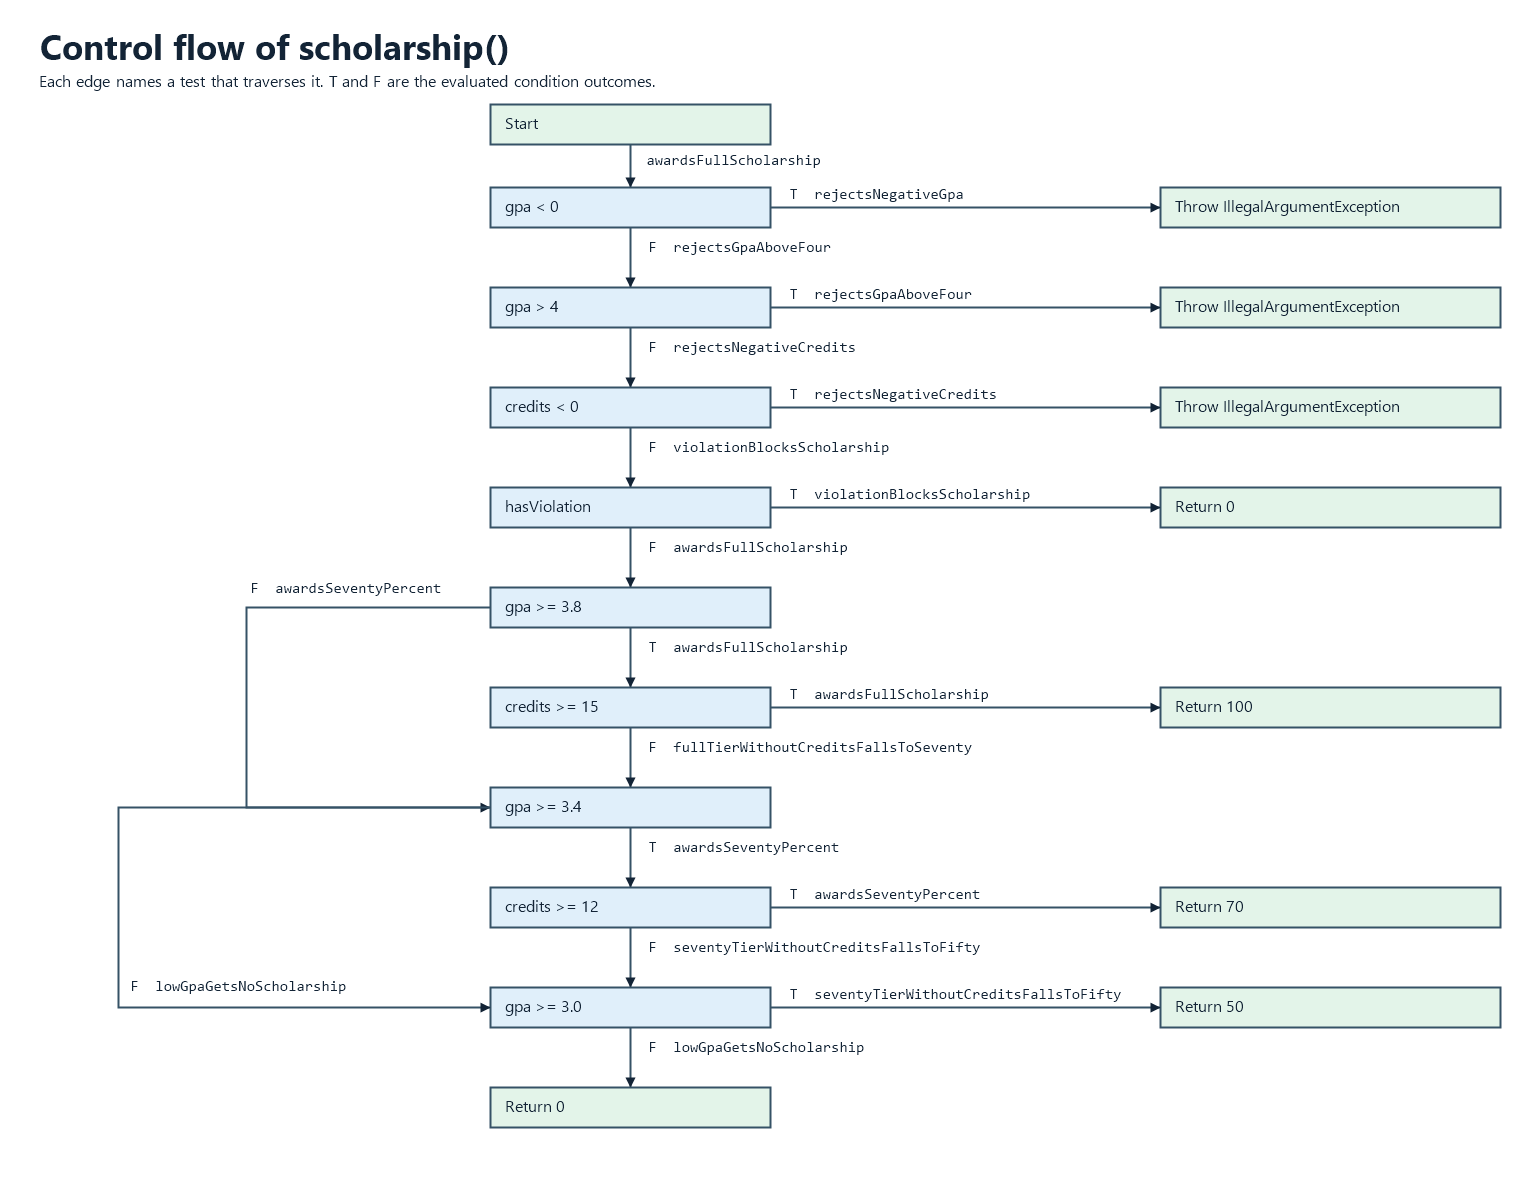 Control flow of scholarship()
Each edge names a test that traverses it. T and F are the evaluated condition outcomes.
Start
awardsFullScholarship
gpa < 0
T rejectsNegativeGpa
Throw IllegalArgumentException
F rejectsGpaAboveFour
gpa > 4
T rejectsGpaAboveFour
Throw IllegalArgumentException
F rejectsNegativeCredits
credits < 0
T rejectsNegativeCredits
Throw IllegalArgumentException
F violationBlocksScholarship
hasViolation
T violationBlocksScholarship
Return 0
F awardsFullScholarship
F awardsSeventyPercent
gpa >= 3.8
T awardsFullScholarship
credits >= 15
T awardsFullScholarship
Return 100
F fullTierWithoutCreditsFallsToSeventy
gpa >= 3.4
T awardsSeventyPercent
credits >= 12
T awardsSeventyPercent
Return 70
F seventyTierWithoutCreditsFallsToFifty
F lowGpaGetsNoScholarship
gpa >= 3.0
T seventyTierWithoutCreditsFallsToFifty
Return 50
F lowGpaGetsNoScholarship
Return 0